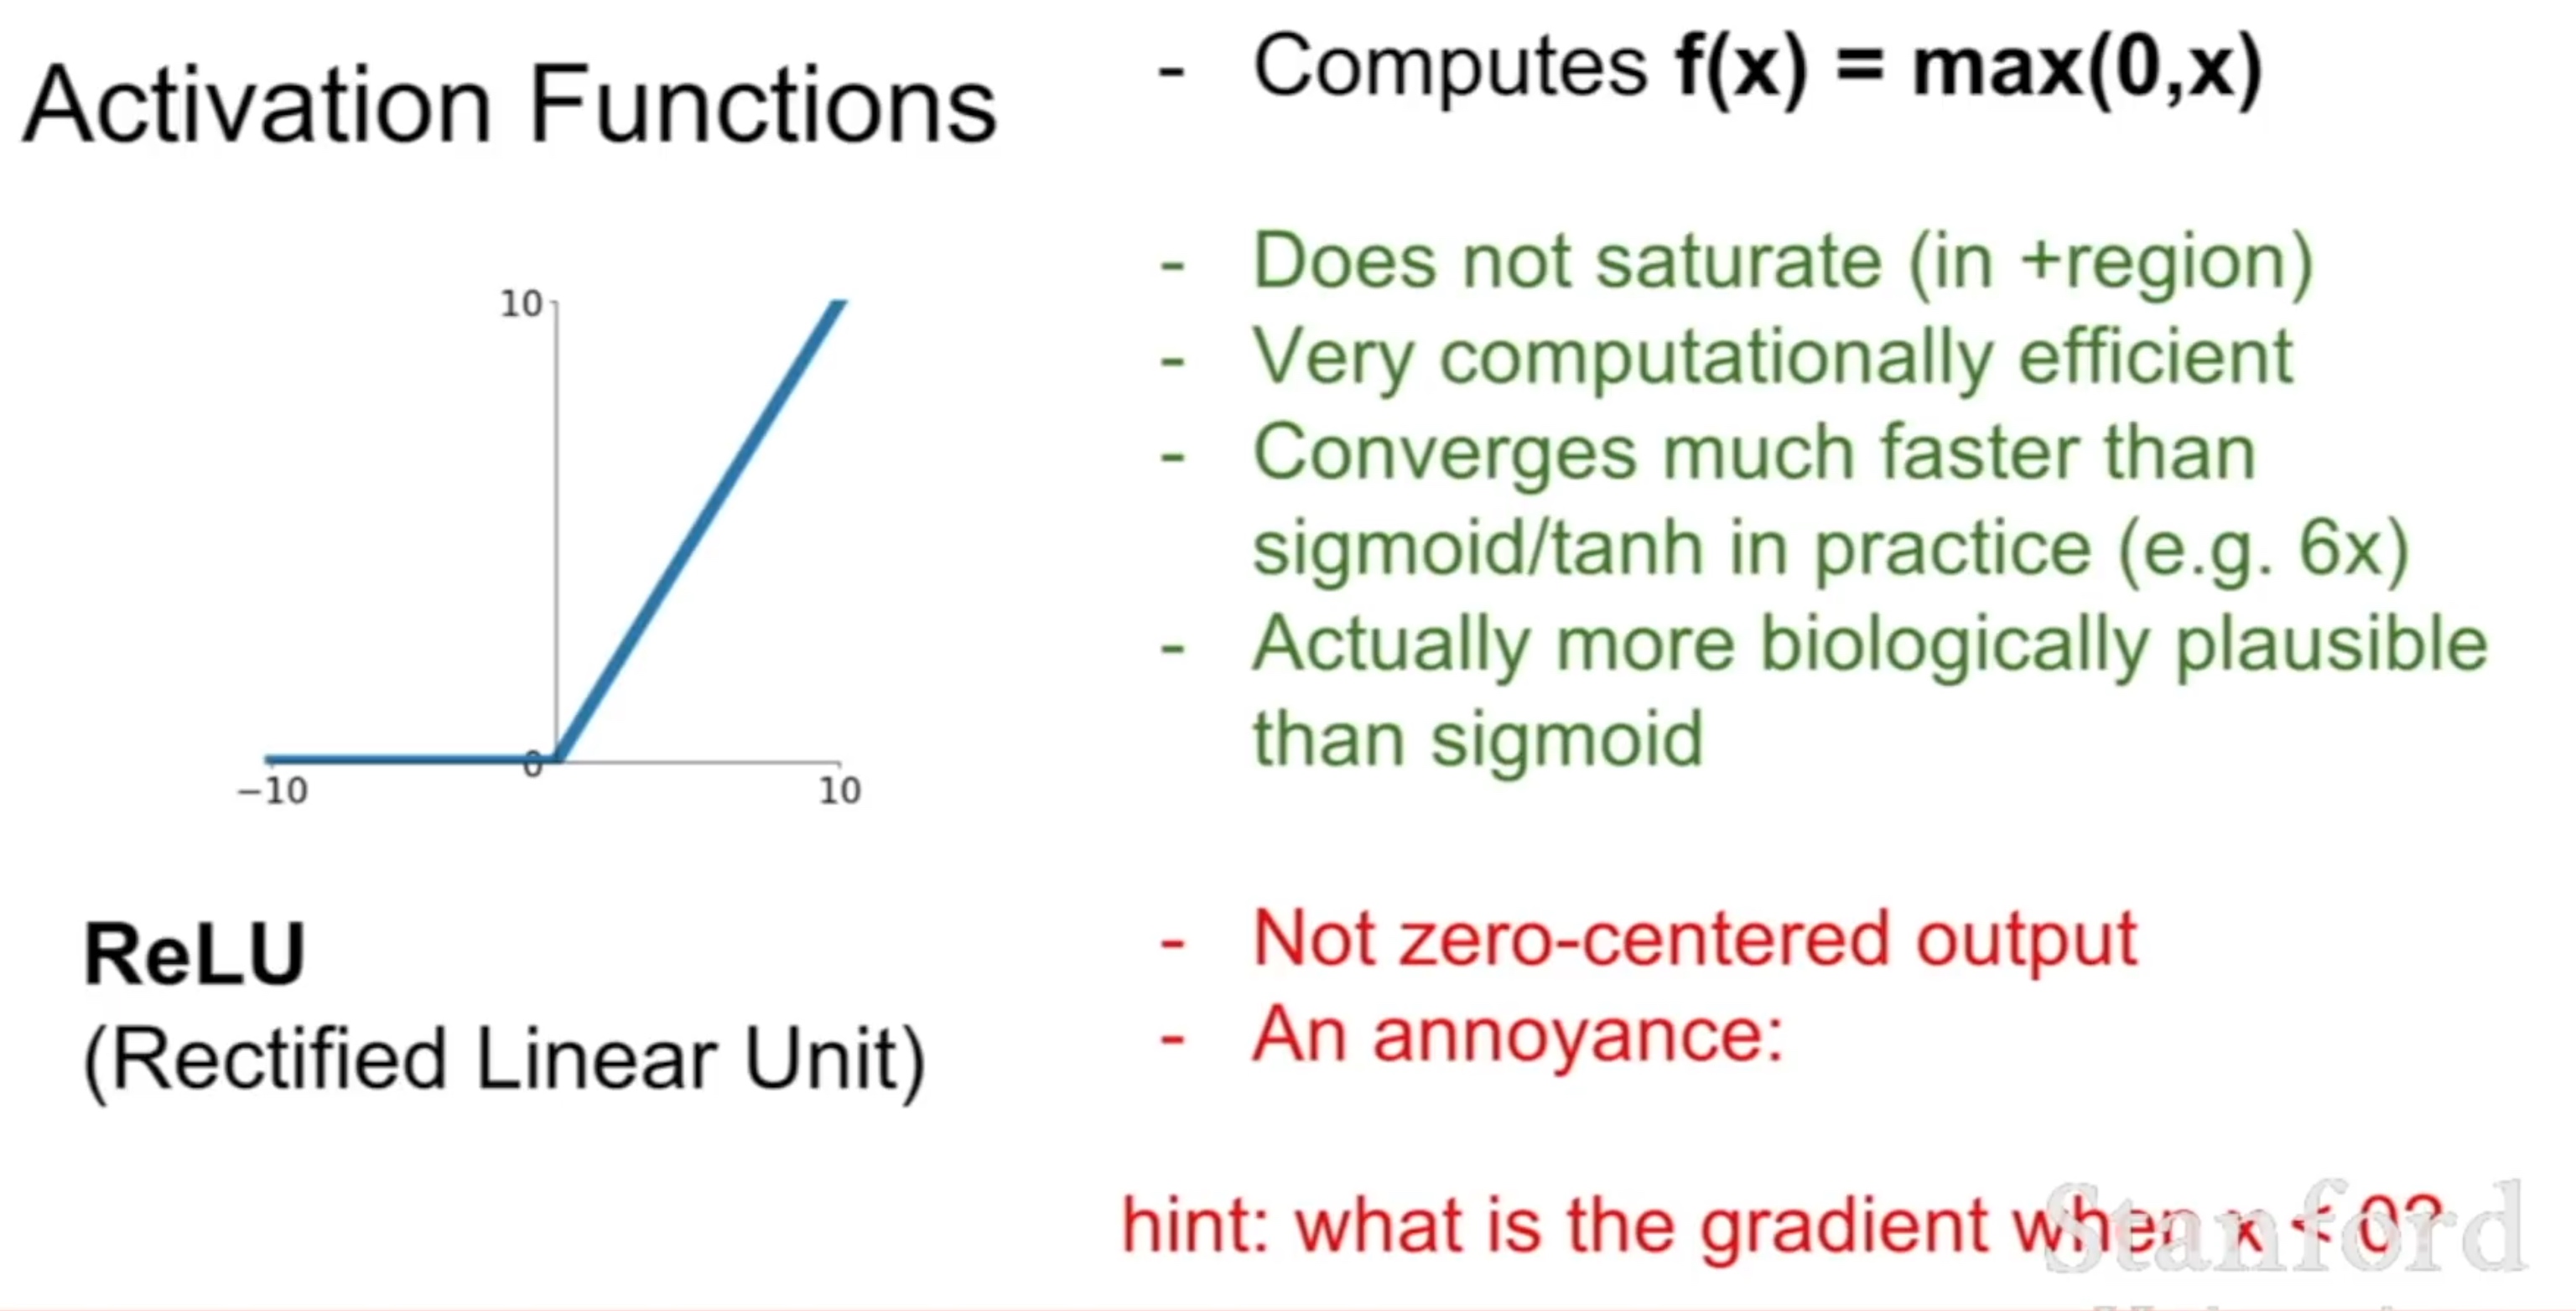 Activation Functions
10
0
−10
10
ReLU
(Rectified Linear Unit)
- Computes f(x) = max(0,x)
- Does not saturate (in +region)
- Very computationally efficient
- Converges much faster than
sigmoid/tanh in practice (e.g. 6x)
- Actually more biologically plausible
than sigmoid
- Not zero-centered output
- An annoyance:
hint: what is the gradient when x < 0?
Stanford